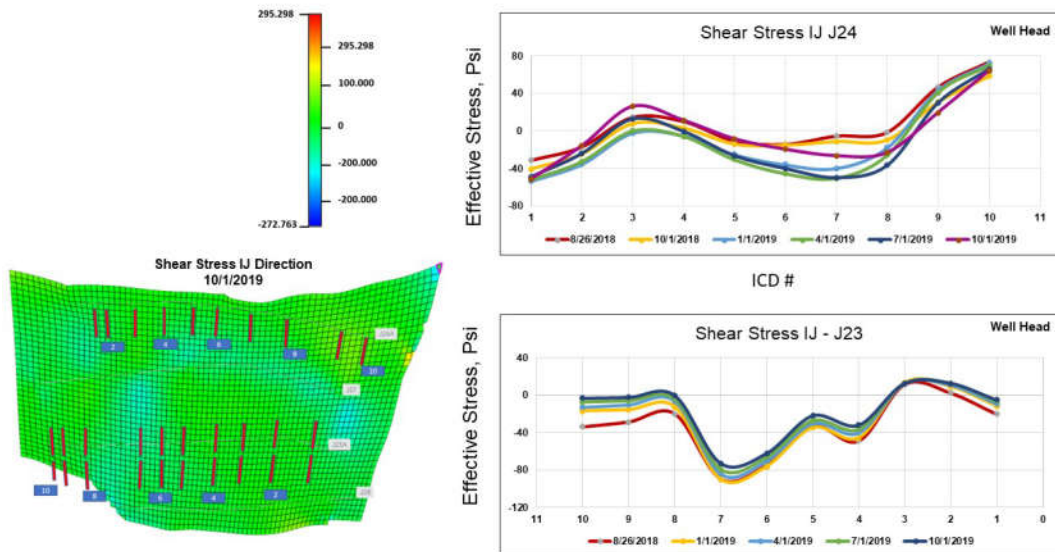 295.298
295.298
100.000
0
-200.000
-200.000
-272.763
Shear Stress IJ Direction
10/1/2019
2
4
6
8
10
10
8
6
4
2
Shear Stress IJ J24
Well Head
Effective Stress, Psi
80
40
0
-40
-80
1 2 3 4 5 6 7 8 9 10 11
8/26/2018 10/1/2018 1/1/2019 4/1/2019 7/1/2019 10/1/2019
ICD #
Shear Stress IJ - J23
Well Head
Effective Stress, Psi
40
0
-40
-80
-120
11 10 9 8 7 6 5 4 3 2 1 0
8/26/2018 1/1/2019 4/1/2019 7/1/2019 10/1/2019